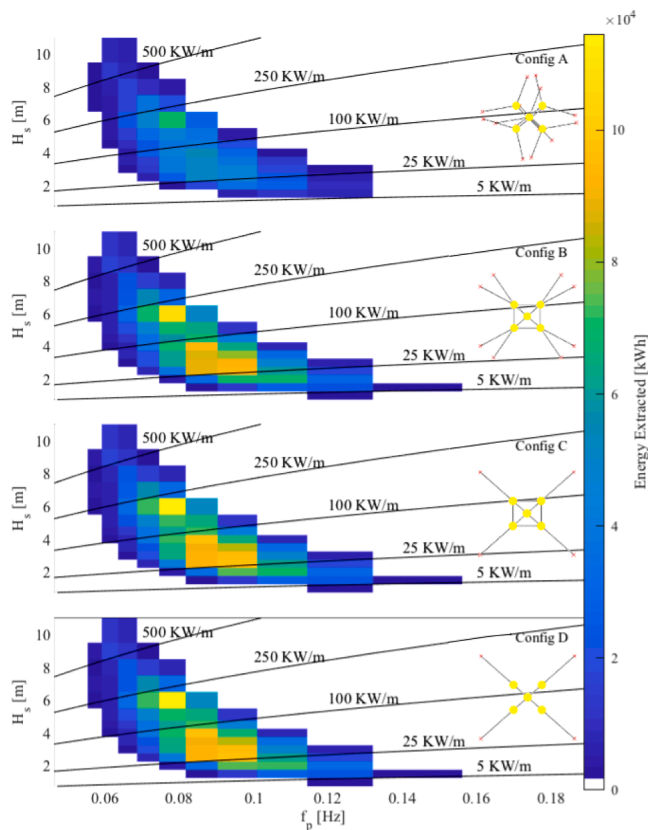 ×10⁴
10
8
6
4
2
H_s [m]
500 KW/m
250 KW/m
100 KW/m
25 KW/m
5 KW/m
Config A
10
8
6
4
2
H_s [m]
500 KW/m
250 KW/m
100 KW/m
25 KW/m
5 KW/m
Config B
10
8
6
4
2
H_s [m]
500 KW/m
250 KW/m
100 KW/m
25 KW/m
5 KW/m
Config C
10
8
6
4
2
H_s [m]
500 KW/m
250 KW/m
100 KW/m
25 KW/m
5 KW/m
Config D
0.06 0.08 0.1 0.12 0.14 0.16 0.18
f_p [Hz]
10
8
6
4
2
0
Energy Extracted [kWh]